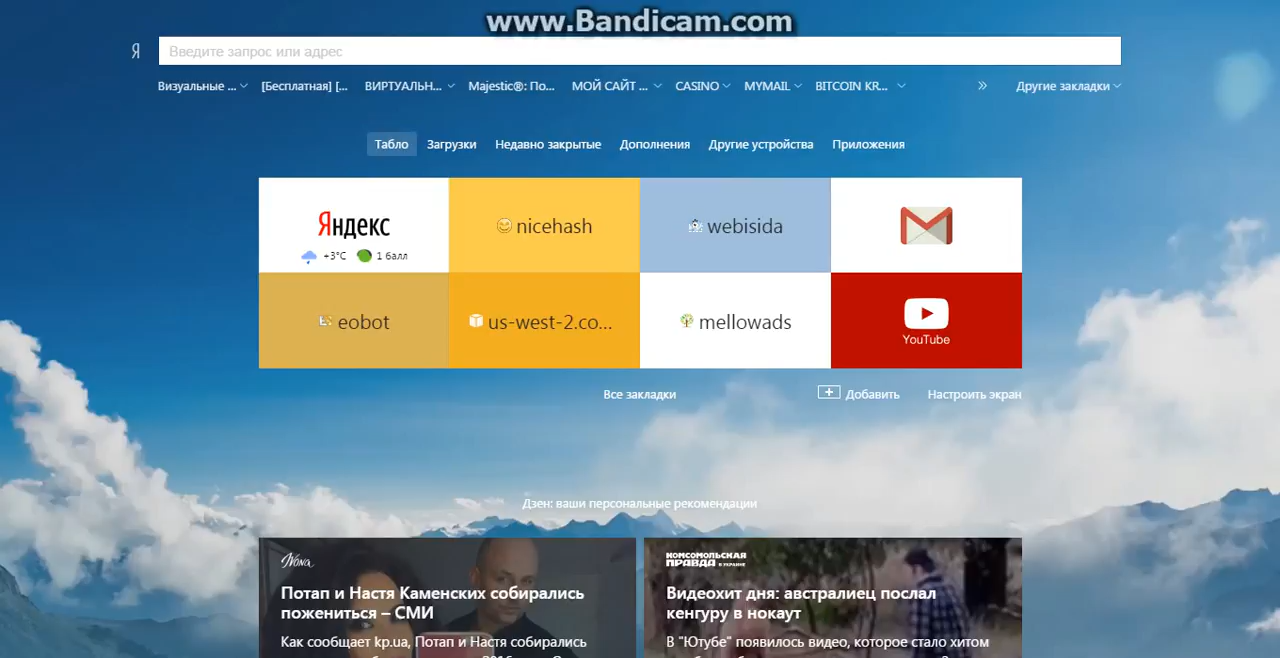 www.Bandicam.com
Я Введите запрос или адрес
Визуальные ... [Бесплатная] [... ВИРТУАЛЬН... Majestic®: По... МОЙ САЙТ ... CASINO MYMAIL BITCOIN KR... » Другие закладки
Табло Загрузки Недавно закрытые Дополнения Другие устройства Приложения
Яндекс
+3°C 1 балл
nicehash
webisida
eobot
us-west-2.co...
mellowads
YouTube
Все закладки Добавить Настроить экран
Дзен: ваши персональные рекомендации
Nona
Потап и Настя Каменских собирались
пожениться – СМИ
Как сообщает kp.ua, Потап и Настя собирались
КОМСОМОЛЬСКАЯ
ПРАВДА В УКРАИНЕ
Видеохит дня: австралиец послал
кенгуру в нокаут
В "Ютубе" появилось видео, которое стало хитом